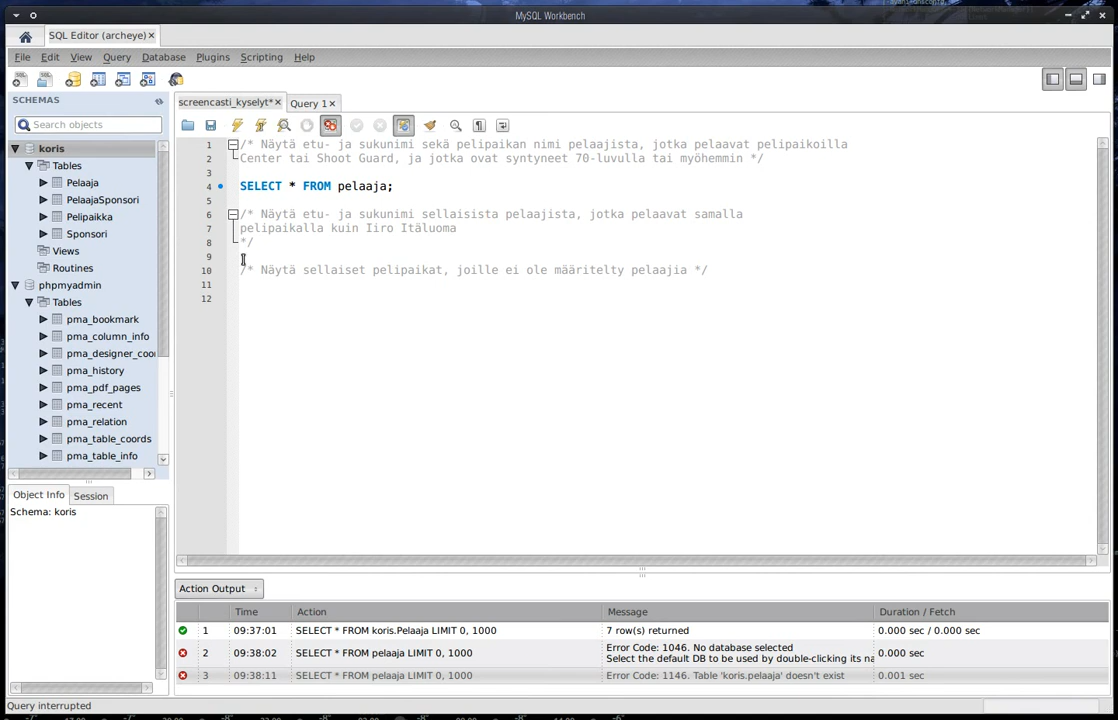 MySQL Workbench
SQL Editor (archeye)
File Edit View Query Database Plugins Scripting Help
SCHEMAS
Search objects
koris
Tables
Pelaaja
PelaajaSponsori
Pelipaikka
Sponsori
Views
Routines
phpmyadmin
Tables
pma_bookmark
pma_column_info
pma_designer_coor
pma_history
pma_pdf_pages
pma_recent
pma_relation
pma_table_coords
pma_table_info
Object Info Session
Schema: koris
screencasti_kyselyt* Query 1
1 /* Näytä etu- ja sukunimi sekä pelipaikan nimi pelaajista, jotka pelaavat pelipaikoilla
2 Center tai Shoot Guard, ja jotka ovat syntyneet 70-luvulla tai myöhemmin */
3
4 SELECT * FROM pelaaja;
5
6 /* Näytä etu- ja sukunimi sellaisista pelaajista, jotka pelaavat samalla
7 pelipaikalla kuin Iiro Itäluoma
8 */
9
10 /* Näytä sellaiset pelipaikat, joille ei ole määritelty pelaajia */
11
12
Action Output
Time Action Message Duration / Fetch
1 09:37:01 SELECT * FROM koris.Pelaaja LIMIT 0, 1000 7 row(s) returned 0.000 sec / 0.000 sec
2 09:38:02 SELECT * FROM pelaaja LIMIT 0, 1000 Error Code: 1046. No database selected 0.000 sec
Select the default DB to be used by double-clicking its na
3 09:38:11 SELECT * FROM pelaaja LIMIT 0, 1000 Error Code: 1146. Table 'koris.pelaaja' doesn't exist 0.001 sec
Query interrupted